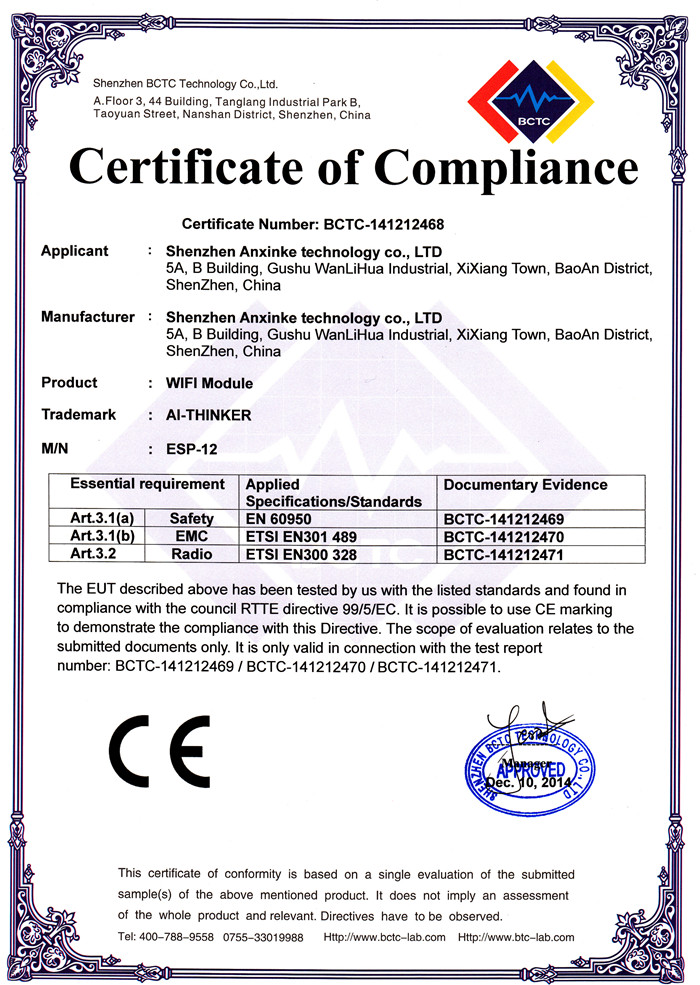 Shenzhen BCTC Technology Co.,Ltd.
A.Floor 3, 44 Building, Tanglang Industrial Park B,
Taoyuan Street, Nanshan District, Shenzhen, China
BCTC
Certificate of Compliance
Certificate Number: BCTC-141212468
Applicant : Shenzhen Anxinke technology co., LTD
5A, B Building, Gushu WanLiHua Industrial, XiXiang Town, BaoAn District,
ShenZhen, China
Manufacturer : Shenzhen Anxinke technology co., LTD
5A, B Building, Gushu WanLiHua Industrial, XiXiang Town, BaoAn District,
ShenZhen, China
Product : WIFI Module
Trademark : AI-THINKER
M/N : ESP-12
Essential requirement Applied Specifications/Standards Documentary Evidence
Art.3.1(a) Safety EN 60950 BCTC-141212469
Art.3.1(b) EMC ETSI EN301 489 BCTC-141212470
Art.3.2 Radio ETSI EN300 328 BCTC-141212471
BCTC
The EUT described above has been tested by us with the listed standards and found in
compliance with the council RTTE directive 99/5/EC. It is possible to use CE marking
to demonstrate the compliance with this Directive. The scope of evaluation relates to the
submitted documents only. It is only valid in connection with the test report
number: BCTC-141212469 / BCTC-141212470 / BCTC-141212471.
CE
SHENZHEN BCTC TECHNOLOGY CO., LTD
Manager
APPROVED
Dec. 10, 2014
This certificate of conformity is based on a single evaluation of the submitted
sample(s) of the above mentioned product. It does not imply an assessment
of the whole product and relevant. Directives have to be observed.
Tel: 400-788-9558 0755-33019988 Http://www.bctc-lab.com Http://www.btc-lab.com